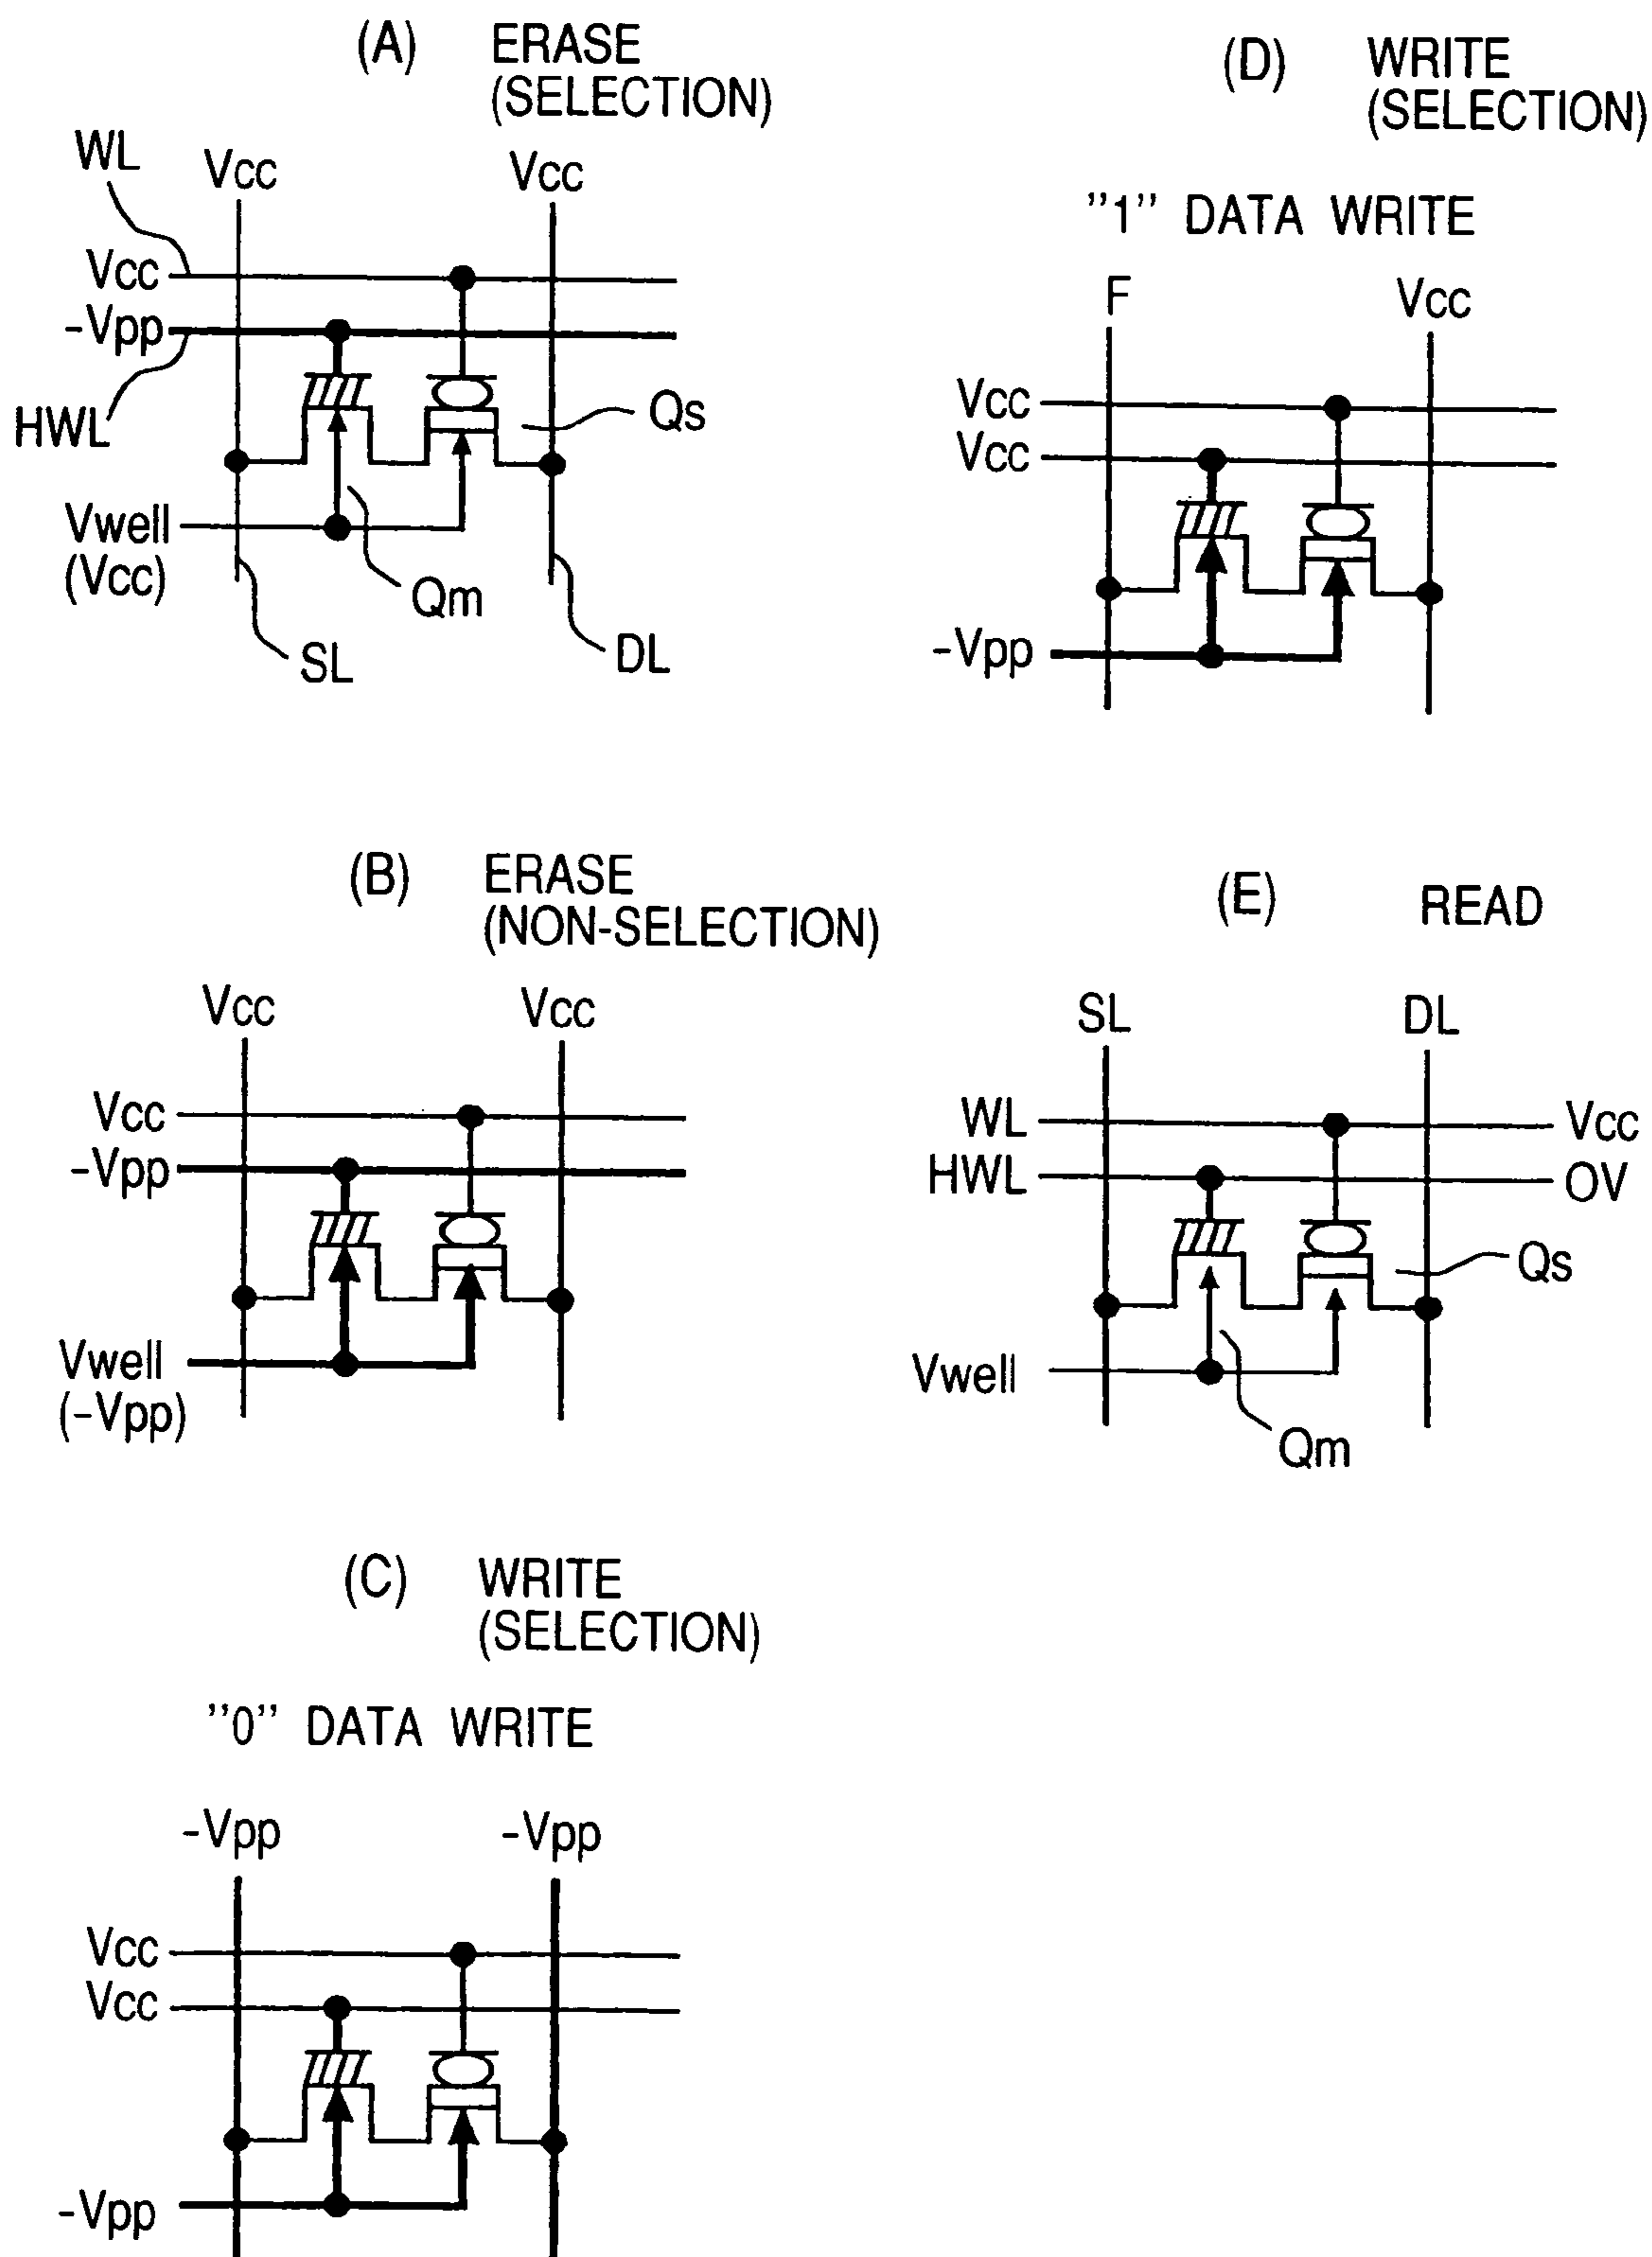 (A) ERASE
(SELECTION)
WL
Vcc Vcc
Vcc
-Vpp
HWL
Qs
Vwell
(Vcc)
Qm
SL
DL
(B) ERASE
(NON-SELECTION)
Vcc Vcc
Vcc
-Vpp
Vwell
(-Vpp)
(C) WRITE
(SELECTION)
"0" DATA WRITE
-Vpp -Vpp
Vcc
Vcc
-Vpp
(D) WRITE
(SELECTION)
"1" DATA WRITE
F Vcc
Vcc
Vcc
-Vpp
(E) READ
SL DL
WL Vcc
HWL OV
Qs
Vwell
Qm